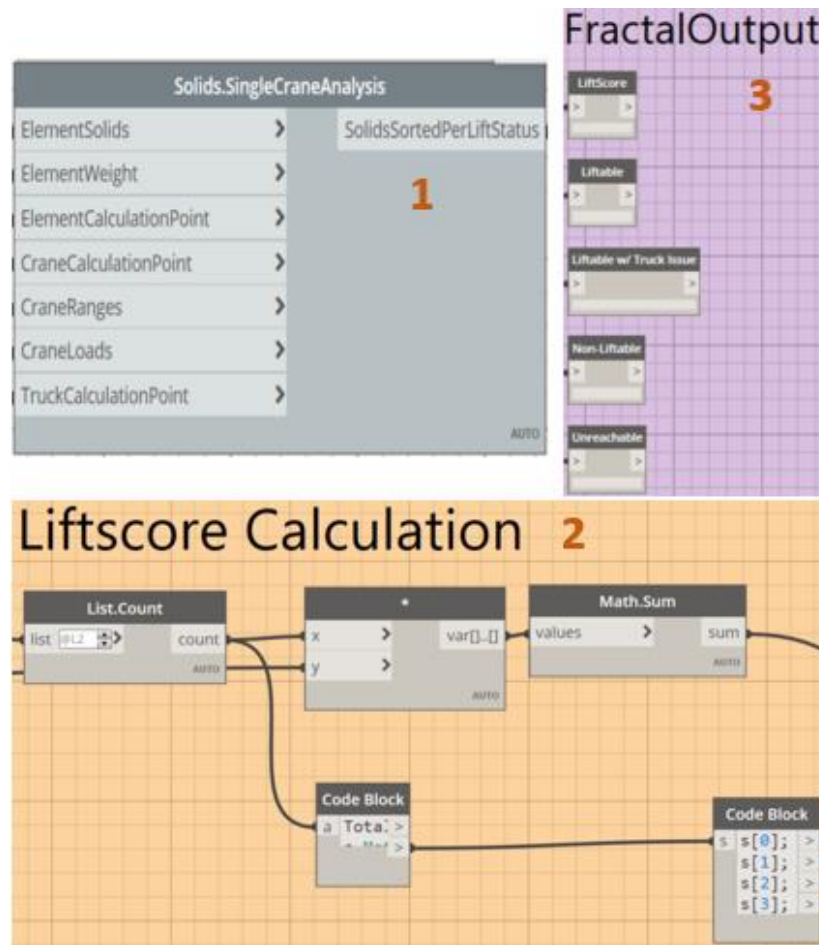 Solids.SingleCraneAnalysis
ElementSolids > SolidsSortedPerLiftStatus
ElementWeight >
ElementCalculationPoint >
CraneCalculationPoint >
CraneRanges >
CraneLoads >
TruckCalculationPoint >
AUTO
1
FractalOutput
3
LiftScore
> >
Liftable
> >
Liftable w/ Truck Issue
> >
Non-Liftable
> >
Unreachable
> >
Liftscore Calculation 2
List.Count
list @L2 > count
AUTO
*
x > var[]..[]
y >
AUTO
Math.Sum
values > sum
AUTO
Code Block
a Tota >
>
Code Block
s s[0]; >
s[1]; >
s[2]; >
s[3]; >